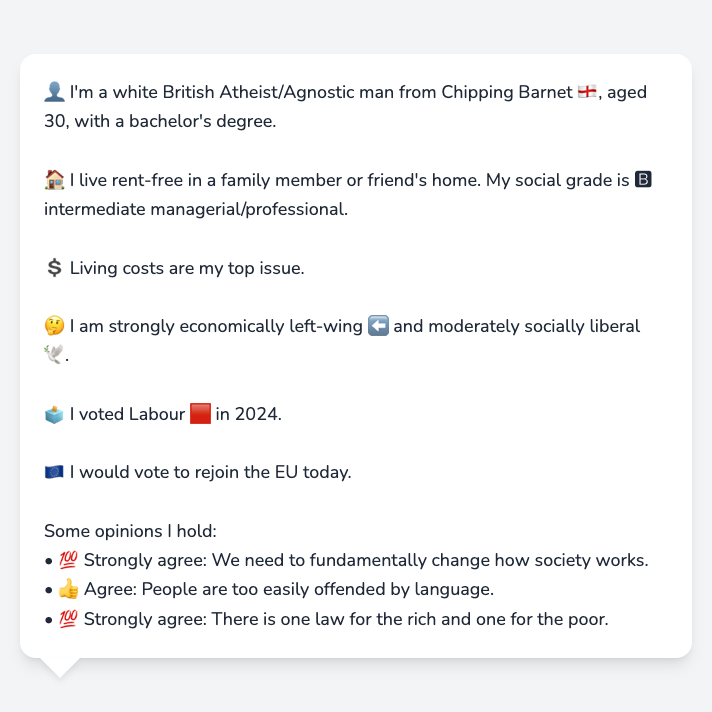 👤 I'm a white British Atheist/Agnostic man from Chipping Barnet 🏴󠁧󠁢󠁥󠁮󠁧󠁿, aged
30, with a bachelor's degree.
🏠 I live rent-free in a family member or friend's home. My social grade is 🅱
intermediate managerial/professional.
💲 Living costs are my top issue.
🤔 I am strongly economically left-wing ⬅️ and moderately socially liberal
🕊️.
🗳️ I voted Labour 🟥 in 2024.
🇪🇺 I would vote to rejoin the EU today.
Some opinions I hold:
• 💯 Strongly agree: We need to fundamentally change how society works.
• 👍 Agree: People are too easily offended by language.
• 💯 Strongly agree: There is one law for the rich and one for the poor.